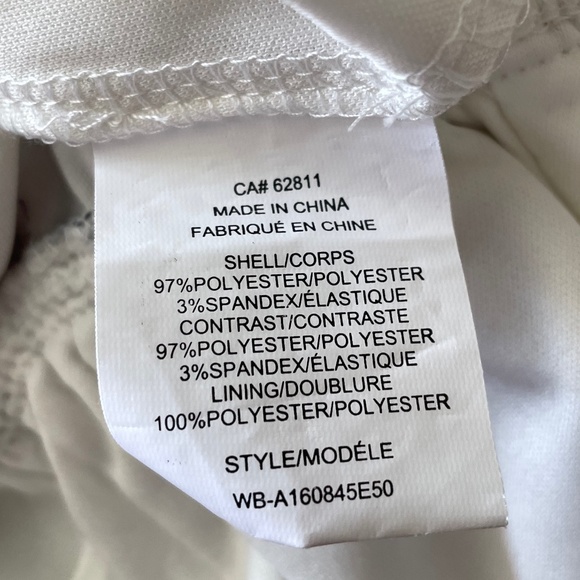 CA# 62811
MADE IN CHINA
FABRIQUÉ EN CHINE
SHELL/CORPS
97%POLYESTER/POLYESTER
3%SPANDEX/ÉLASTIQUE
CONTRAST/CONTRASTE
97%POLYESTER/POLYESTER
3%SPANDEX/ÉLASTIQUE
LINING/DOUBLURE
100%POLYESTER/POLYESTER
STYLE/MODÉLE
WB-A160845E50